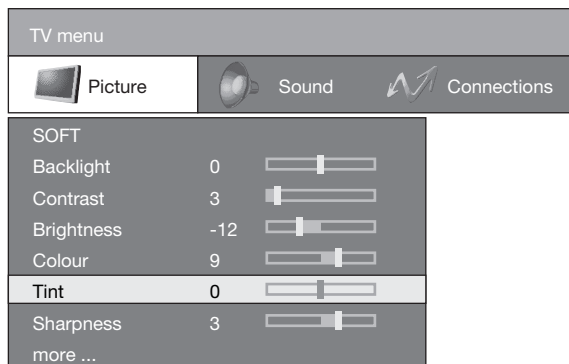 TV menu
Picture Sound Connections
SOFT
Backlight 0
Contrast 3
Brightness -12
Colour 9
Tint 0
Sharpness 3
more ...